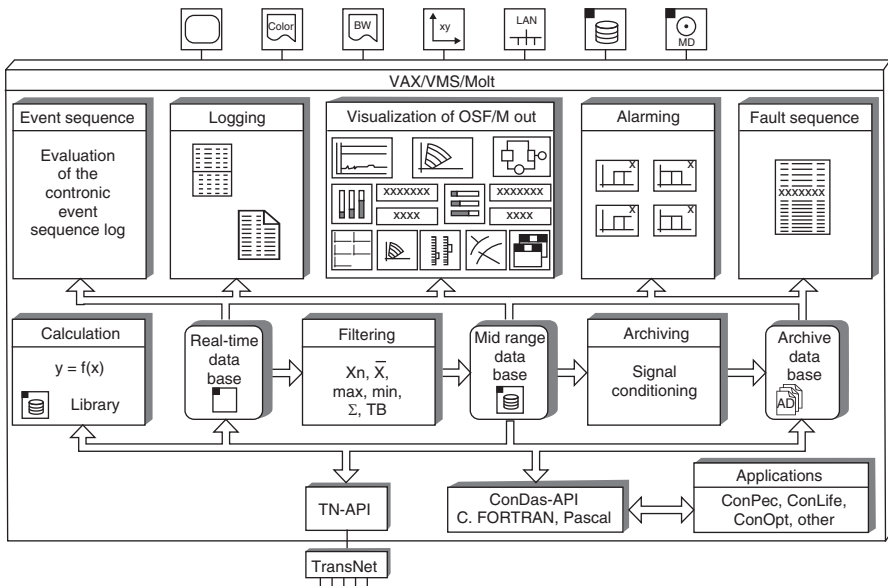 Color
BW
xy
LAN
MD
VAX/VMS/Molt
Event sequence
Evaluation
of the
contronic
event
sequence log
Logging
Visualization of OSF/M out
XXXXXXX
XXXXXXX
XXXX
XXXX
Alarming
X
X
X
X
Fault sequence
XXXXXXX
Calculation
y = f(x)
Library
Real-time
data
base
Filtering
Xn, X̅,
max, min,
Σ, TB
Mid range
data
base
Archiving
Signal
conditioning
Archive
data
base
AD
TN-API
ConDas-API
C. FORTRAN, Pascal
Applications
ConPec, ConLife,
ConOpt, other
TransNet